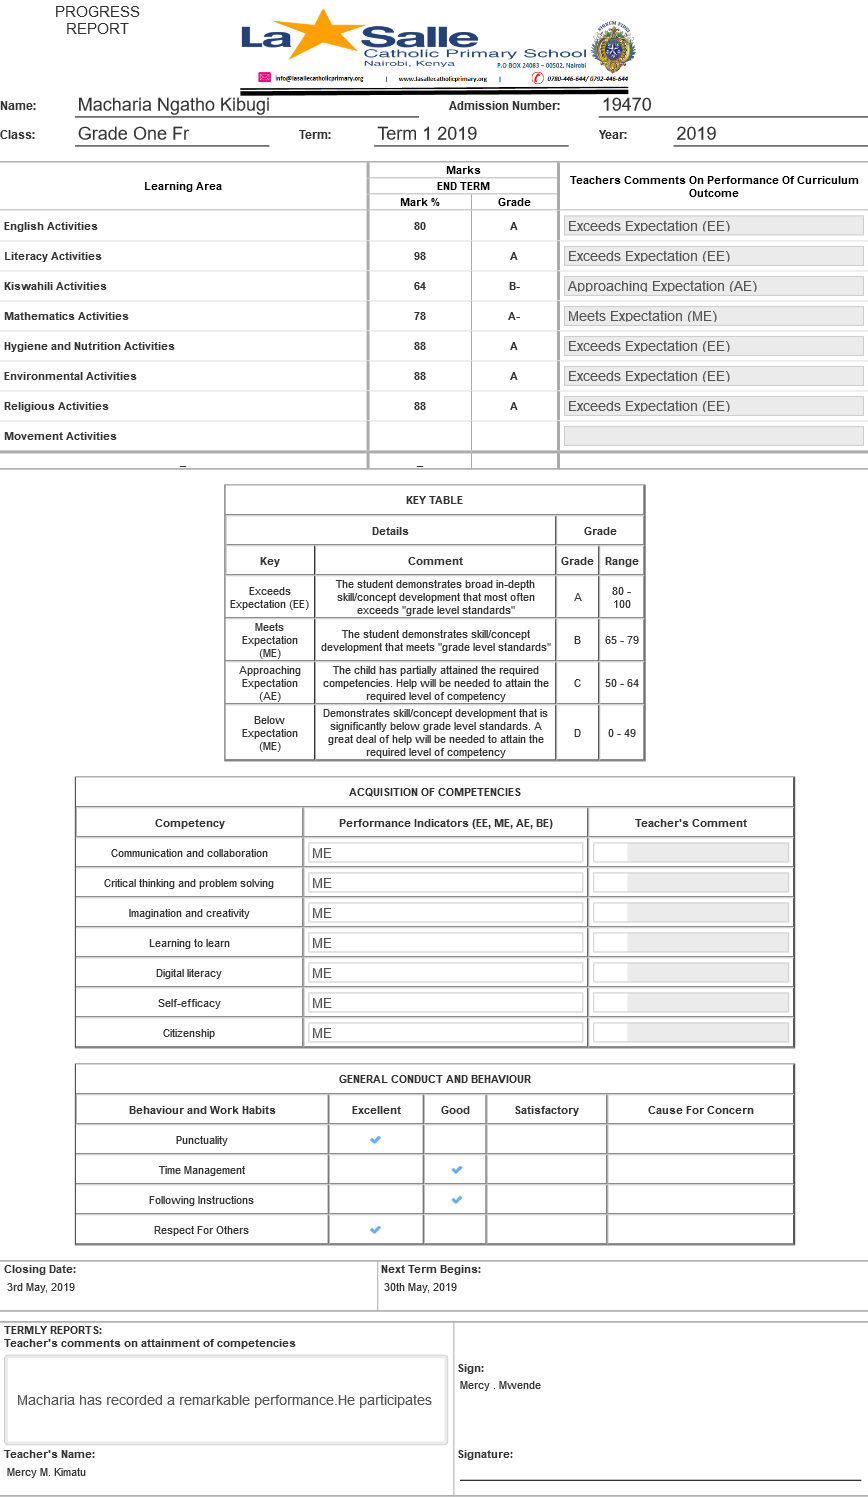 PROGRESS
REPORT
La Salle
Catholic Primary School
Nairobi, Kenya
P.O BOX 24083 – 00502, Nairobi
info@lasallecatholicprimary.org | www.lasallecatholicprimary.org | 0780-446-644/ 0792-446-644
Name: Macharia Ngatho Kibugi Admission Number: 19470
Class: Grade One Fr Term: Term 1 2019 Year: 2019
Learning Area Marks Teachers Comments On Performance Of Curriculum Outcome
END TERM
Mark % Grade
English Activities 80 A Exceeds Expectation (EE)
Literacy Activities 98 A Exceeds Expectation (EE)
Kiswahili Activities 64 B- Approaching Expectation (AE)
Mathematics Activities 78 A- Meets Expectation (ME)
Hygiene and Nutrition Activities 88 A Exceeds Expectation (EE)
Environmental Activities 88 A Exceeds Expectation (EE)
Religious Activities 88 A Exceeds Expectation (EE)
Movement Activities
_ _
KEY TABLE
Details Grade
Key Comment Grade Range
Exceeds Expectation (EE) The student demonstrates broad in-depth skill/concept development that most often exceeds "grade level standards" A 80 - 100
Meets Expectation (ME) The student demonstrates skill/concept development that meets "grade level standards" B 65 - 79
Approaching Expectation (AE) The child has partially attained the required competencies. Help will be needed to attain the required level of competency C 50 - 64
Below Expectation (ME) Demonstrates skill/concept development that is significantly below grade level standards. A great deal of help will be needed to attain the required level of competency D 0 - 49
ACQUISITION OF COMPETENCIES
Competency Performance Indicators (EE, ME, AE, BE) Teacher's Comment
Communication and collaboration ME
Critical thinking and problem solving ME
Imagination and creativity ME
Learning to learn ME
Digital literacy ME
Self-efficacy ME
Citizenship ME
GENERAL CONDUCT AND BEHAVIOUR
Behaviour and Work Habits Excellent Good Satisfactory Cause For Concern
Punctuality
Time Management
Following Instructions
Respect For Others
Closing Date: Next Term Begins:
3rd May, 2019 30th May, 2019
TERMLY REPORTS:
Teacher's comments on attainment of competencies
Macharia has recorded a remarkable performance.He participates
Sign:
Mercy . Mwende
Teacher's Name: Signature:
Mercy M. Kimatu